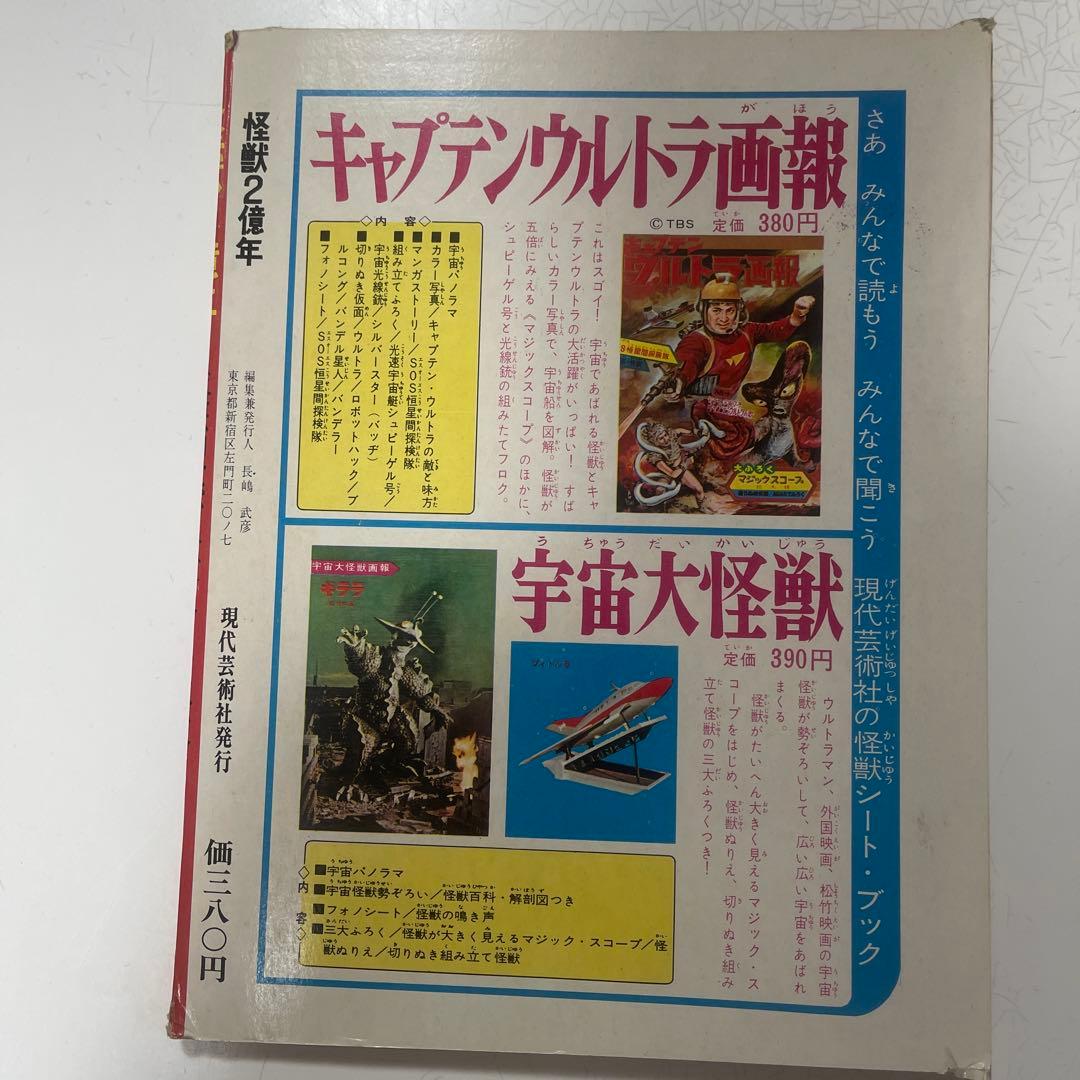 さあ みんなで読もう みんなで聞こう 現代芸術社の怪獣シート・ブック
キャプテンウルトラ画報
©TBS 定価 380円
キャプテン
ウルトラ画報
大ふろく
マジックスコープ
これはスゴイ! 宇宙であばれる怪獣とキャ
プテンウルトラの大活躍がいっぱい! すば
らしいカラー写真で、宇宙船を図解。怪獣が
五倍にみえる《マジックスコープ》のほかに、
シュピーゲル号と光線銃の組みたてフロク。
◇内 容◇
■宇宙パノラマ
■カラー写真/キャプテン・ウルトラの敵と味方
■マンガストーリー/SOS恒星間探検隊
■組み立てふろく/光速宇宙艇シュピーゲル号/
宇宙光線銃/シルバースター(バッヂ)
■切りぬき仮面/ウルトラ/ロボットハック/ブ
ルコング/バンデル星人/バンデラー
■フォノシート/SOS恒星間探検隊
宇宙大怪獣
定価 390円
宇宙大怪獣画報
ギララ
ウルトラマン、外国映画、松竹映画の宇宙
怪獣が勢ぞろいして、広い広い宇宙をあばれ
まくる。
怪獣がたいへん大きく見えるマジック・ス
コープをはじめ、怪獣ぬりえ、切りぬき組み
立て怪獣の三大ふろくつき!
◇内容◇
■宇宙パノラマ
■宇宙怪獣勢ぞろい/怪獣百科・解剖図つき
■フォノシート/怪獣の鳴き声
■三大ふろく/怪獣が大きく見えるマジック・スコープ/怪
獣ぬりえ/切りぬき組み立て怪獣
怪獣2億年
編集兼発行人 長嶋 武彦
東京都新宿区左門町二〇ノ七
現代芸術社発行
価三八〇円